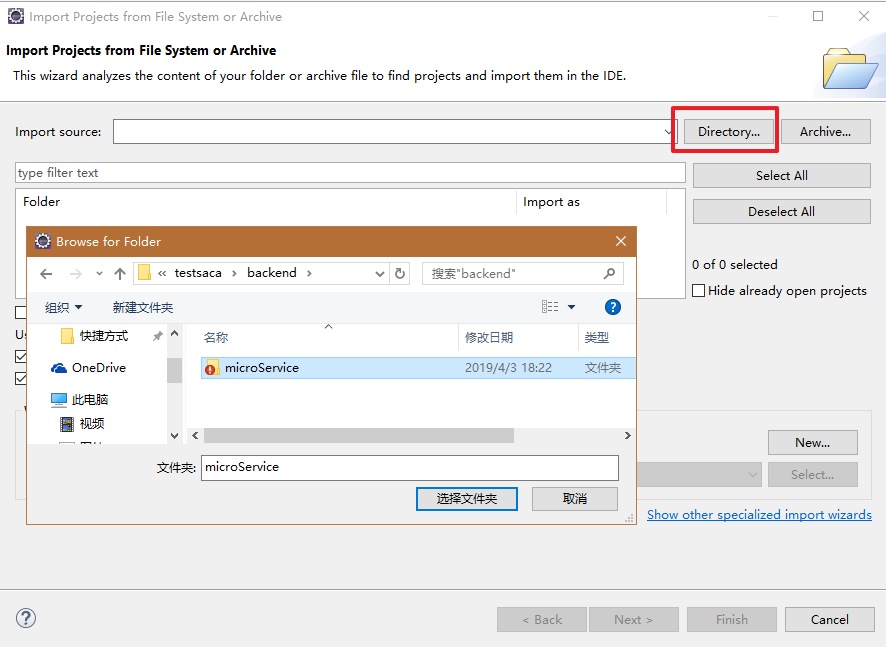 Import Projects from File System or Archive
Import Projects from File System or Archive
This wizard analyzes the content of your folder or archive file to find projects and import them in the IDE.
Import source:
Directory...
Archive...
type filter text
Select All
Folder
Import as
Deselect All
0 of 0 selected
Hide already open projects
Browse for Folder
« testsaca › backend ›
搜索"backend"
组织
新建文件夹
名称
修改日期
类型
快捷方式
OneDrive
此电脑
视频
microService
2019/4/3 18:22
文件夹
文件夹:
microService
选择文件夹
取消
New...
Select...
Show other specialized import wizards
< Back
Next >
Finish
Cancel